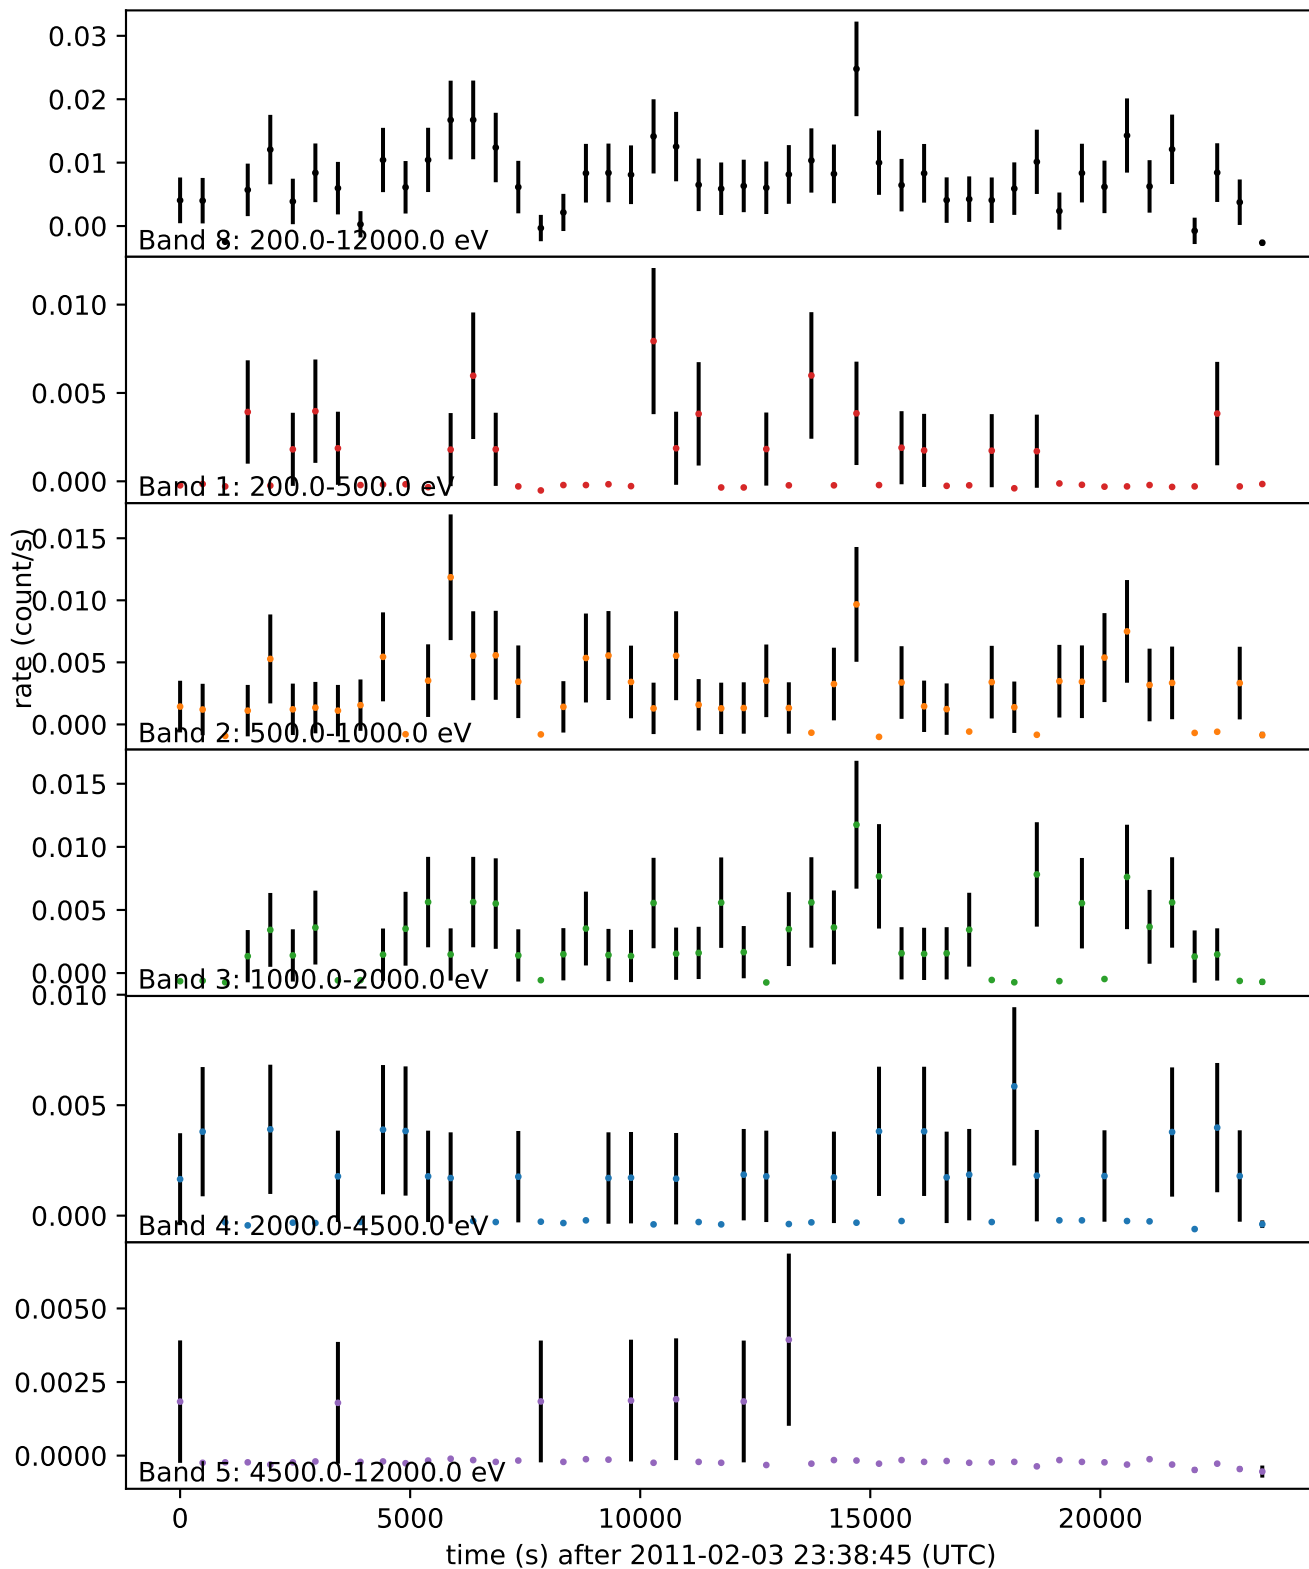 0.03
0.02
0.01
0.00
Band 8: 200.0-12000.0 eV
0.010
0.005
0.000
Band 1: 200.0-500.0 eV
rate (count/s)
0.015
0.010
0.005
0.000
Band 2: 500.0-1000.0 eV
0.015
0.010
0.005
0.000
Band 3: 1000.0-2000.0 eV
0.010
0.005
0.000
Band 4: 2000.0-4500.0 eV
0.0050
0.0025
0.0000
Band 5: 4500.0-12000.0 eV
0 5000 10000 15000 20000
time (s) after 2011-02-03 23:38:45 (UTC)